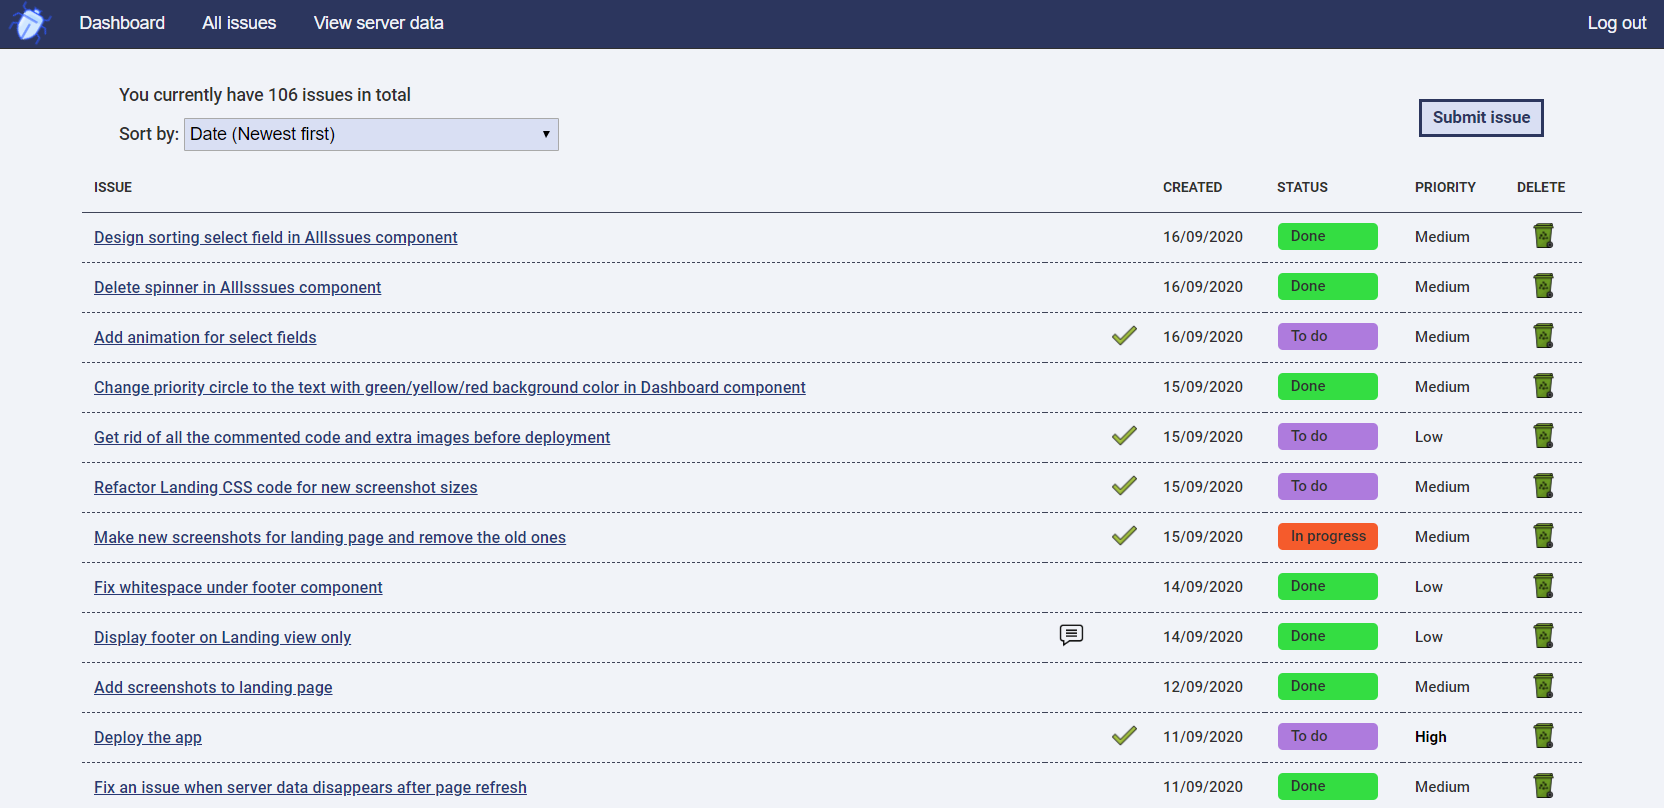 Dashboard All issues View server data Log out
You currently have 106 issues in total
Submit issue
Sort by: Date (Newest first)
ISSUE CREATED STATUS PRIORITY DELETE
Design sorting select field in AllIssues component 16/09/2020 Done Medium
Delete spinner in AllIsssues component 16/09/2020 Done Medium
Add animation for select fields 16/09/2020 To do Medium
Change priority circle to the text with green/yellow/red background color in Dashboard component 15/09/2020 Done Medium
Get rid of all the commented code and extra images before deployment 15/09/2020 To do Low
Refactor Landing CSS code for new screenshot sizes 15/09/2020 To do Medium
Make new screenshots for landing page and remove the old ones 15/09/2020 In progress Medium
Fix whitespace under footer component 14/09/2020 Done Low
Display footer on Landing view only 14/09/2020 Done Low
Add screenshots to landing page 12/09/2020 Done Medium
Deploy the app 11/09/2020 To do High
Fix an issue when server data disappears after page refresh 11/09/2020 Done Medium